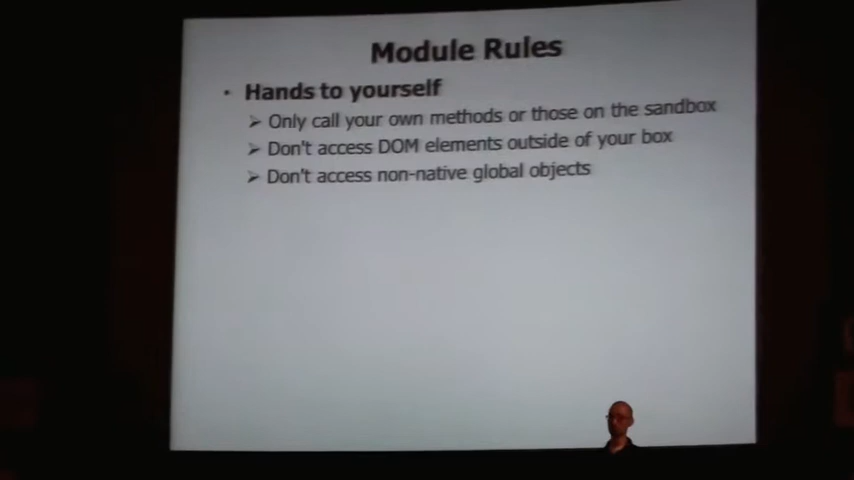 Module Rules
• Hands to yourself
➢ Only call your own methods or those on the sandbox
➢ Don't access DOM elements outside of your box
➢ Don't access non-native global objects